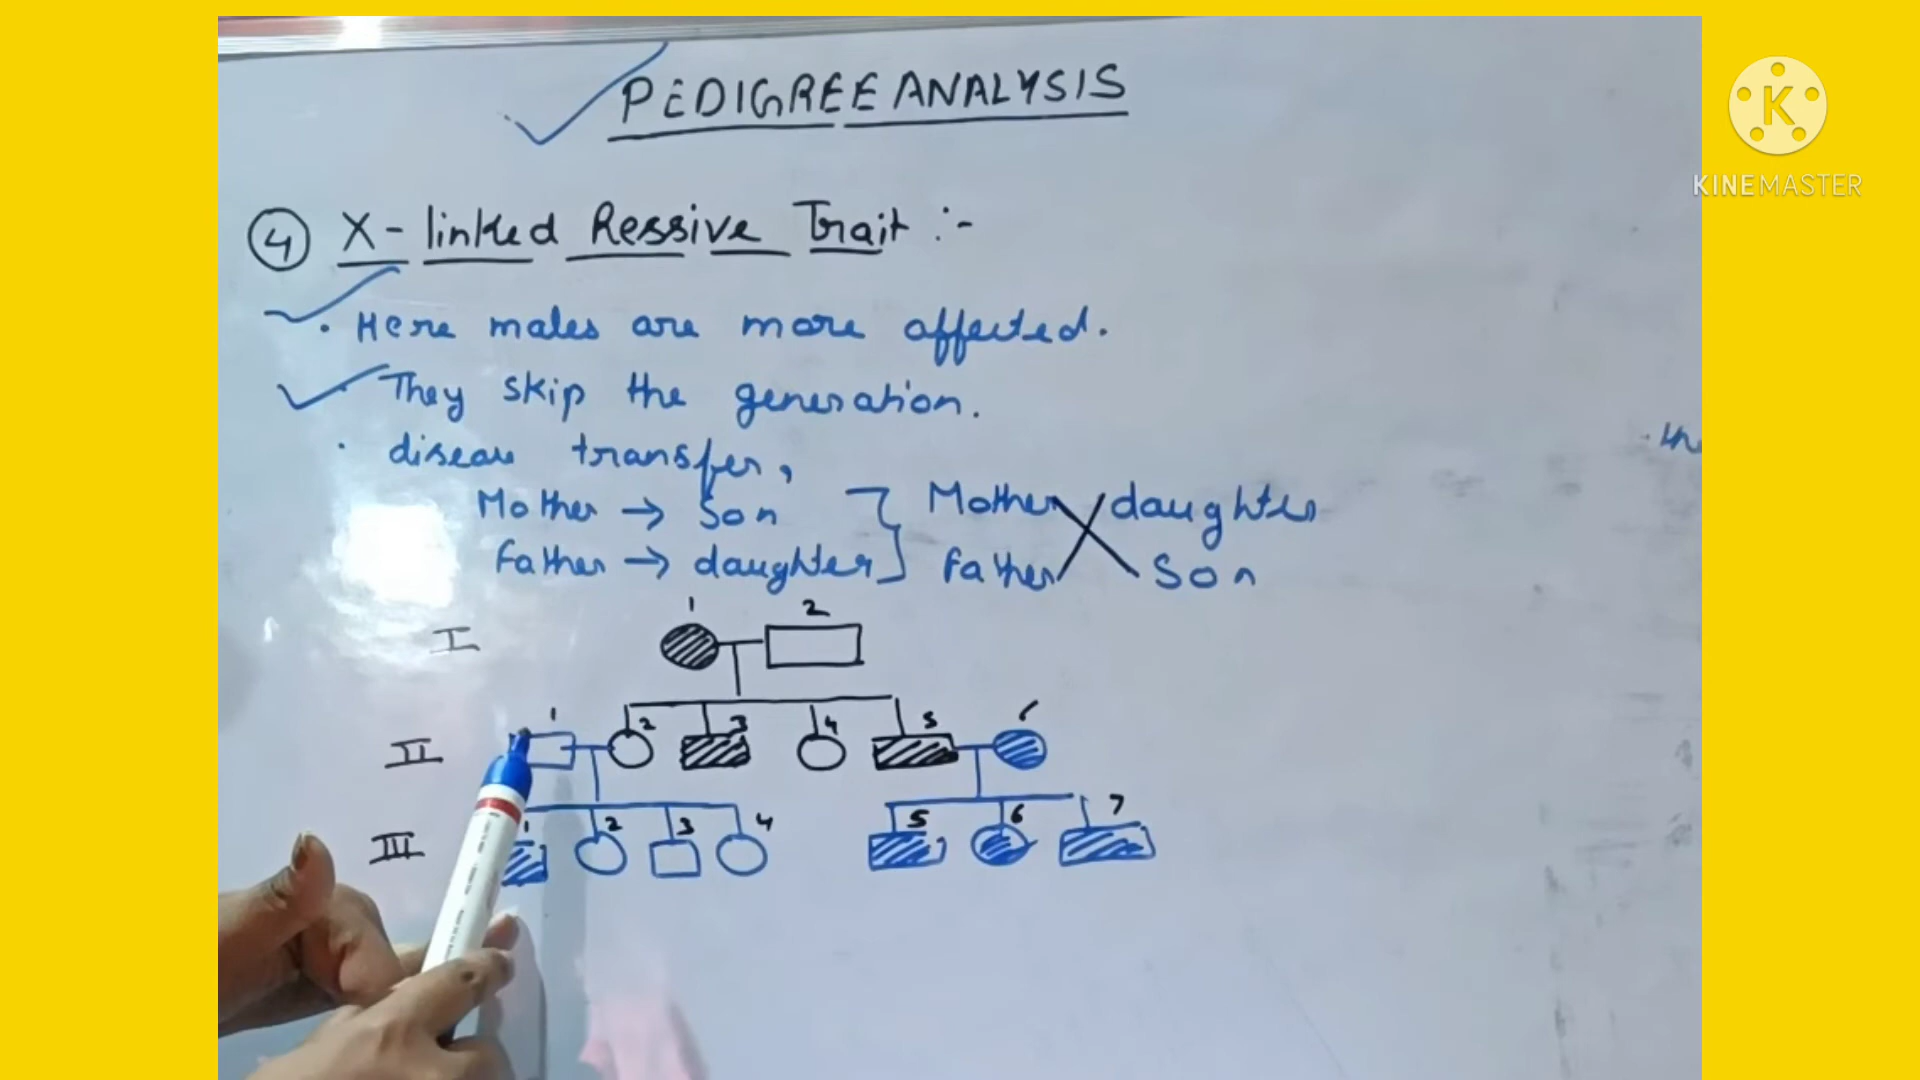 PEDIGREE ANALYSIS
K
KINEMASTER
4 X-linked Ressive Trait :-
· Here males are more affected.
· They skip the generation.
· disease transfer,
Mother → Son
Father → daughter
Mother daughter
Father Son
1 2
I
1 2 3 4 5 6
II
1 2 3 4 5 6 7
III